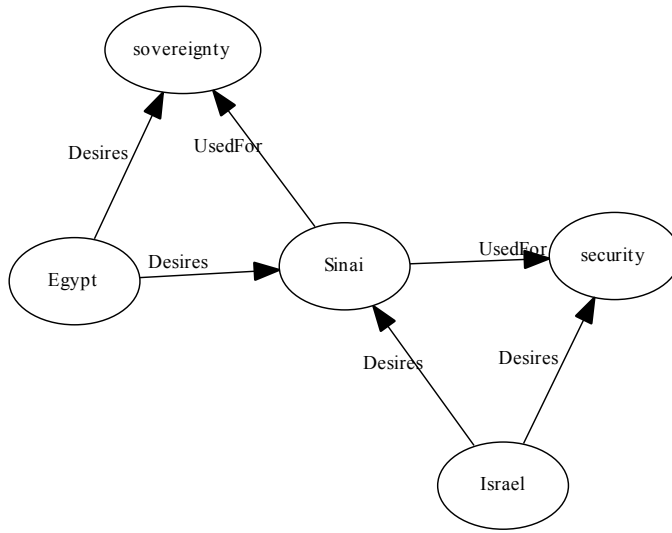 sovereignty
Desires
UsedFor
Egypt
Desires
Sinai
UsedFor
security
Desires
Desires
Israel